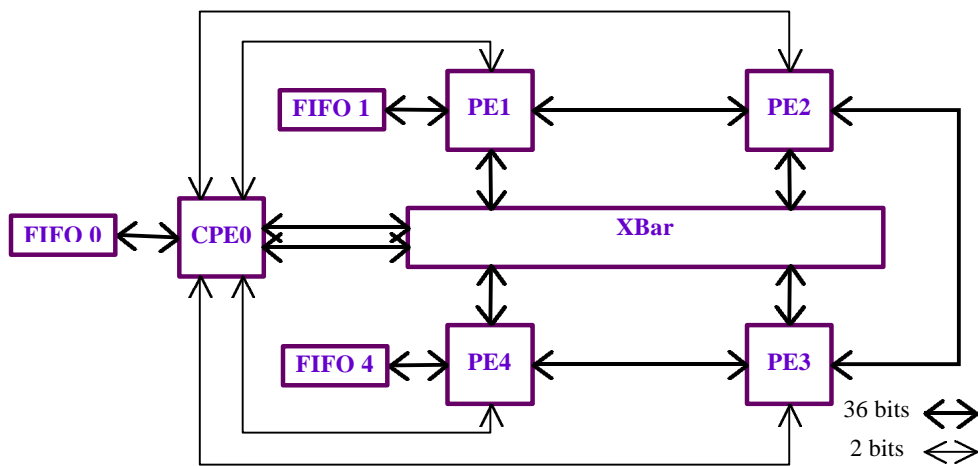 FIFO 1
PE1
PE2
FIFO 0
CPE0
XBar
FIFO 4
PE4
PE3
36 bits
2 bits